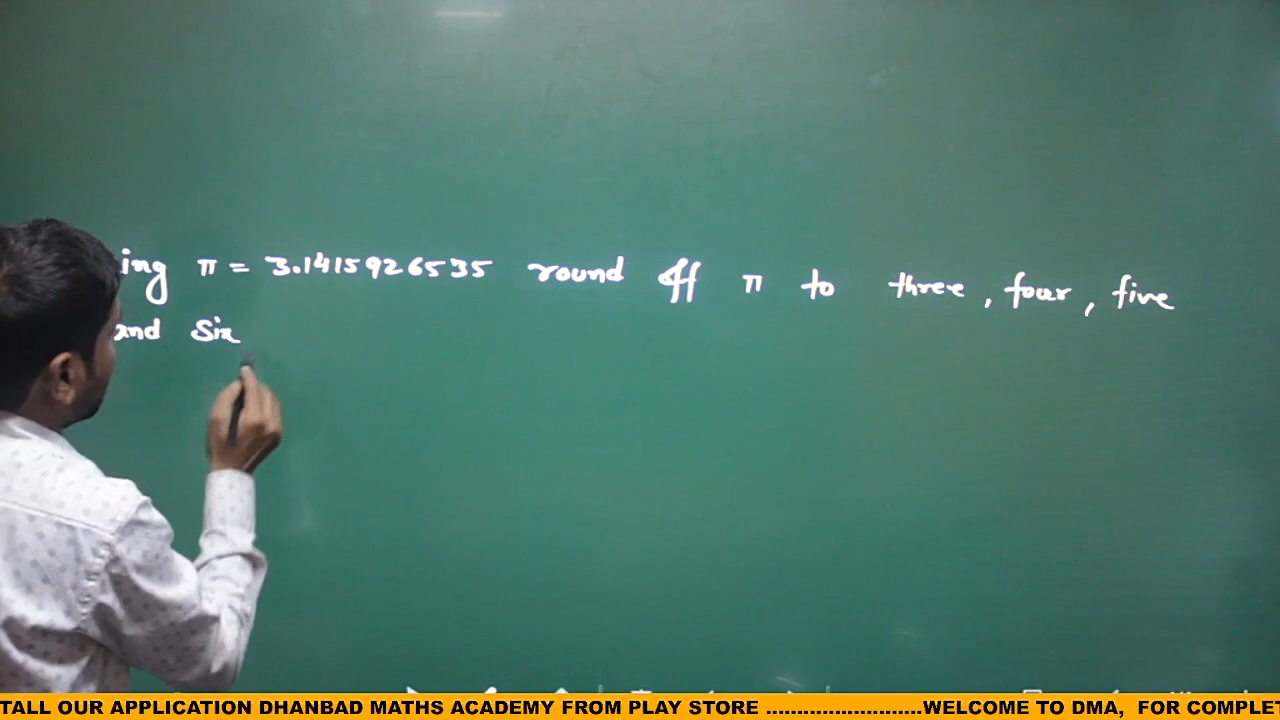 ing π = 3.1415926535 round off π to three, four, five
and six
TALL OUR APPLICATION DHANBAD MATHS ACADEMY FROM PLAY STORE .........................WELCOME TO DMA, FOR COMPLET